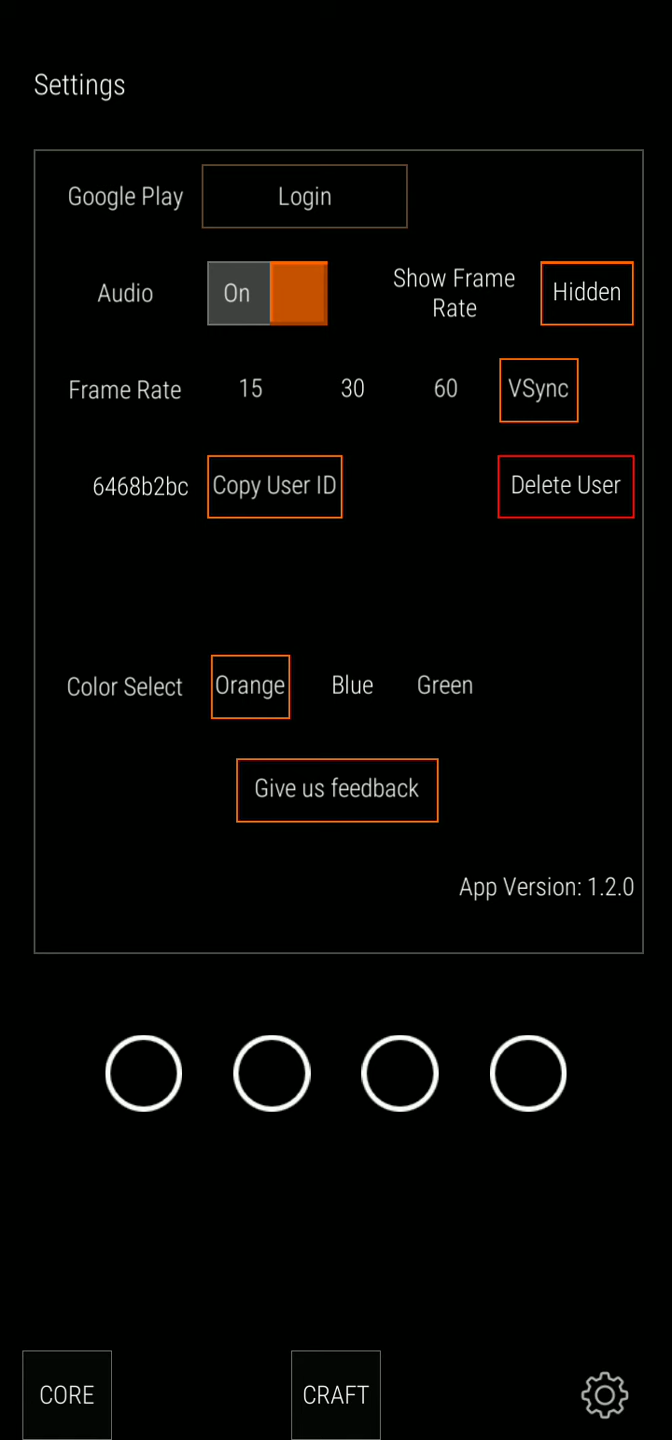 Settings
Google Play
Login
Audio
On
Show Frame
Rate
Hidden
Frame Rate
15
30
60
VSync
6468b2bc
Copy User ID
Delete User
Color Select
Orange
Blue
Green
Give us feedback
App Version: 1.2.0
CORE
CRAFT